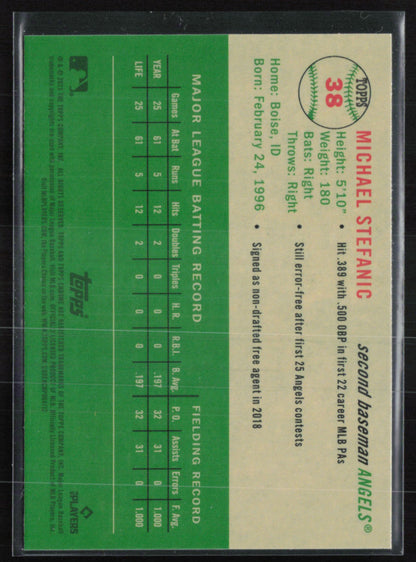 TOPPS
38
MICHAEL STEFANIC
second baseman ANGELS®
Height: 5'10"
Weight: 180
Bats: Right
Throws: Right
Home: Boise, ID
Born: February 24, 1996
• Hit .389 with .500 OBP in first 22 career MLB PAs
• Still error-free after first 25 Angels contests
• Signed as non-drafted free agent in 2018
MAJOR LEAGUE BATTING RECORD FIELDING RECORD
Games At Bat Runs Hits Doubles Triples H.R. R.B.I. B. Avg. P.O. Assists Errors F. Avg.
YEAR 25 61 5 12 2 0 0 0 .197 32 31 0 1.000
LIFE 25 61 5 12 2 0 0 0 .197 32 31 0 1.000
topps
PLAYERS